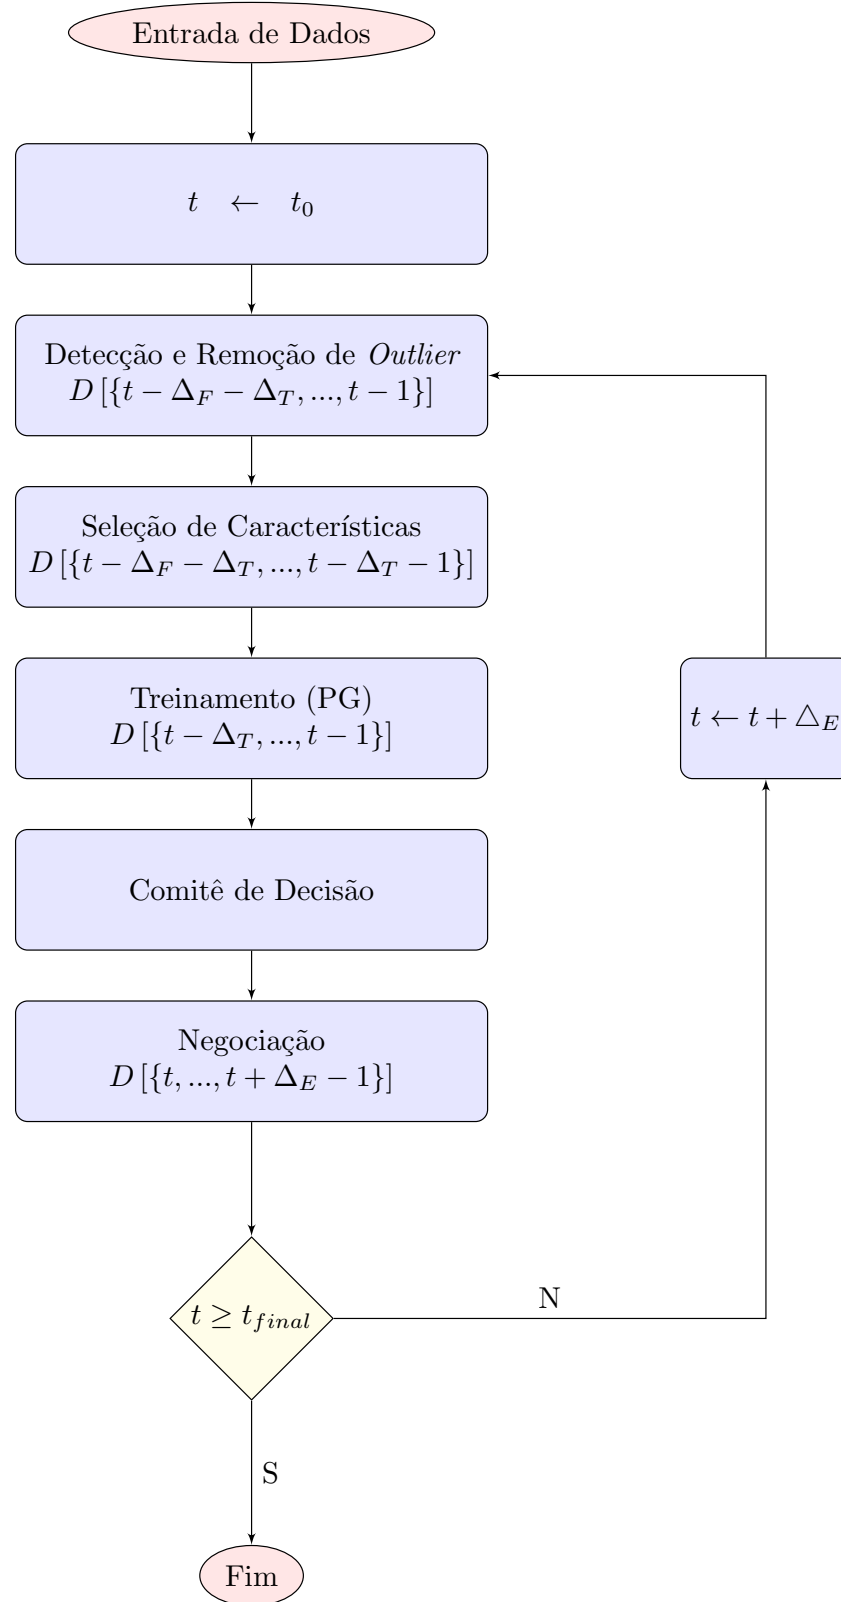 Entrada de Dados
t ← t₀
Detecção e Remoção de Outlier
D [{t − Δ_F − Δ_T, ..., t − 1}]
Seleção de Características
D [{t − Δ_F − Δ_T, ..., t − Δ_T − 1}]
Treinamento (PG)
D [{t − Δ_T, ..., t − 1}]
t ← t + △_E
Comitê de Decisão
Negociação
D [{t, ..., t + Δ_E − 1}]
t ≥ t_final
N
S
Fim